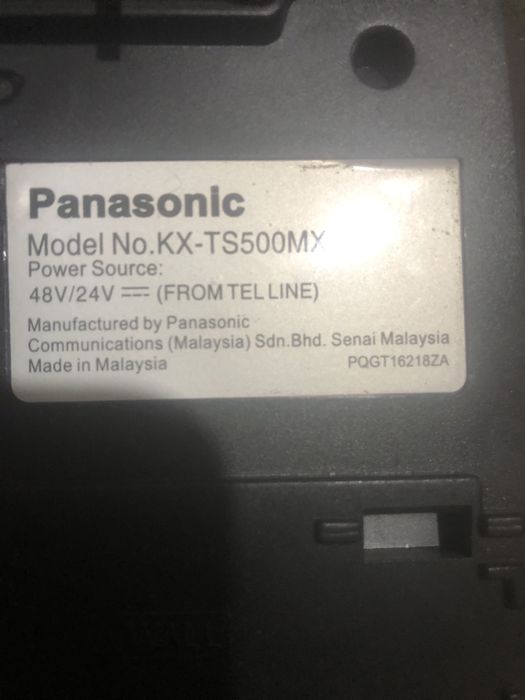 Panasonic
Model No.KX-TS500MX
Power Source:
48V/24V ⎓ (FROM TEL LINE)
Manufactured by Panasonic
Communications (Malaysia) Sdn.Bhd. Senai Malaysia
Made in Malaysia PQGT16218ZA